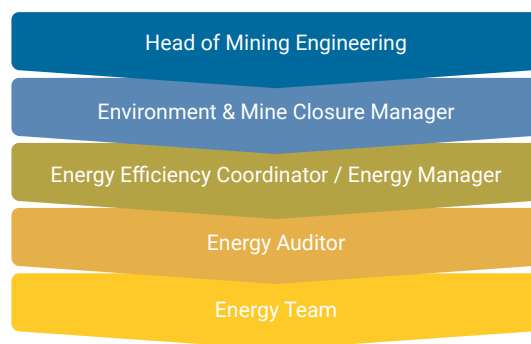 Head of Mining Engineering
Environment & Mine Closure Manager
Energy Efficiency Coordinator / Energy Manager
Energy Auditor
Energy Team